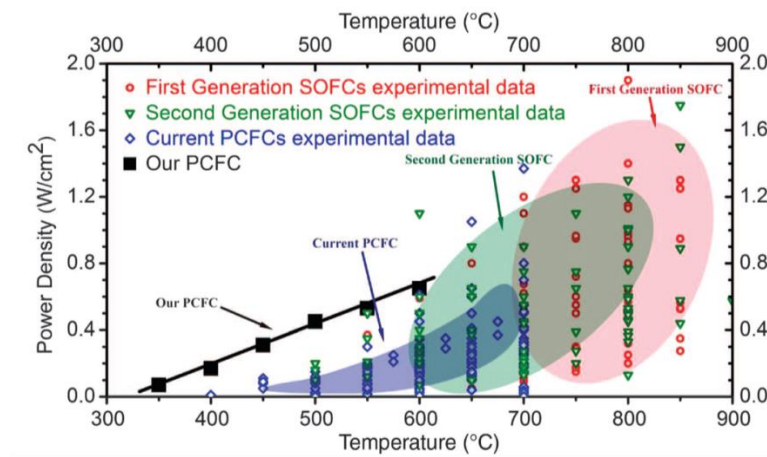 Temperature (°C)
300 400 500 600 700 800 900
2.0 2.0
First Generation SOFCs experimental data
First Generation SOFC
Second Generation SOFCs experimental data
1.6 1.6
Current PCFCs experimental data
Second Generation SOFC
Our PCFC
1.2 1.2
Current PCFC
0.8 0.8
Our PCFC
0.4 0.4
0.0 0.0
Power Density (W/cm²)
300 400 500 600 700 800 900
Temperature (°C)